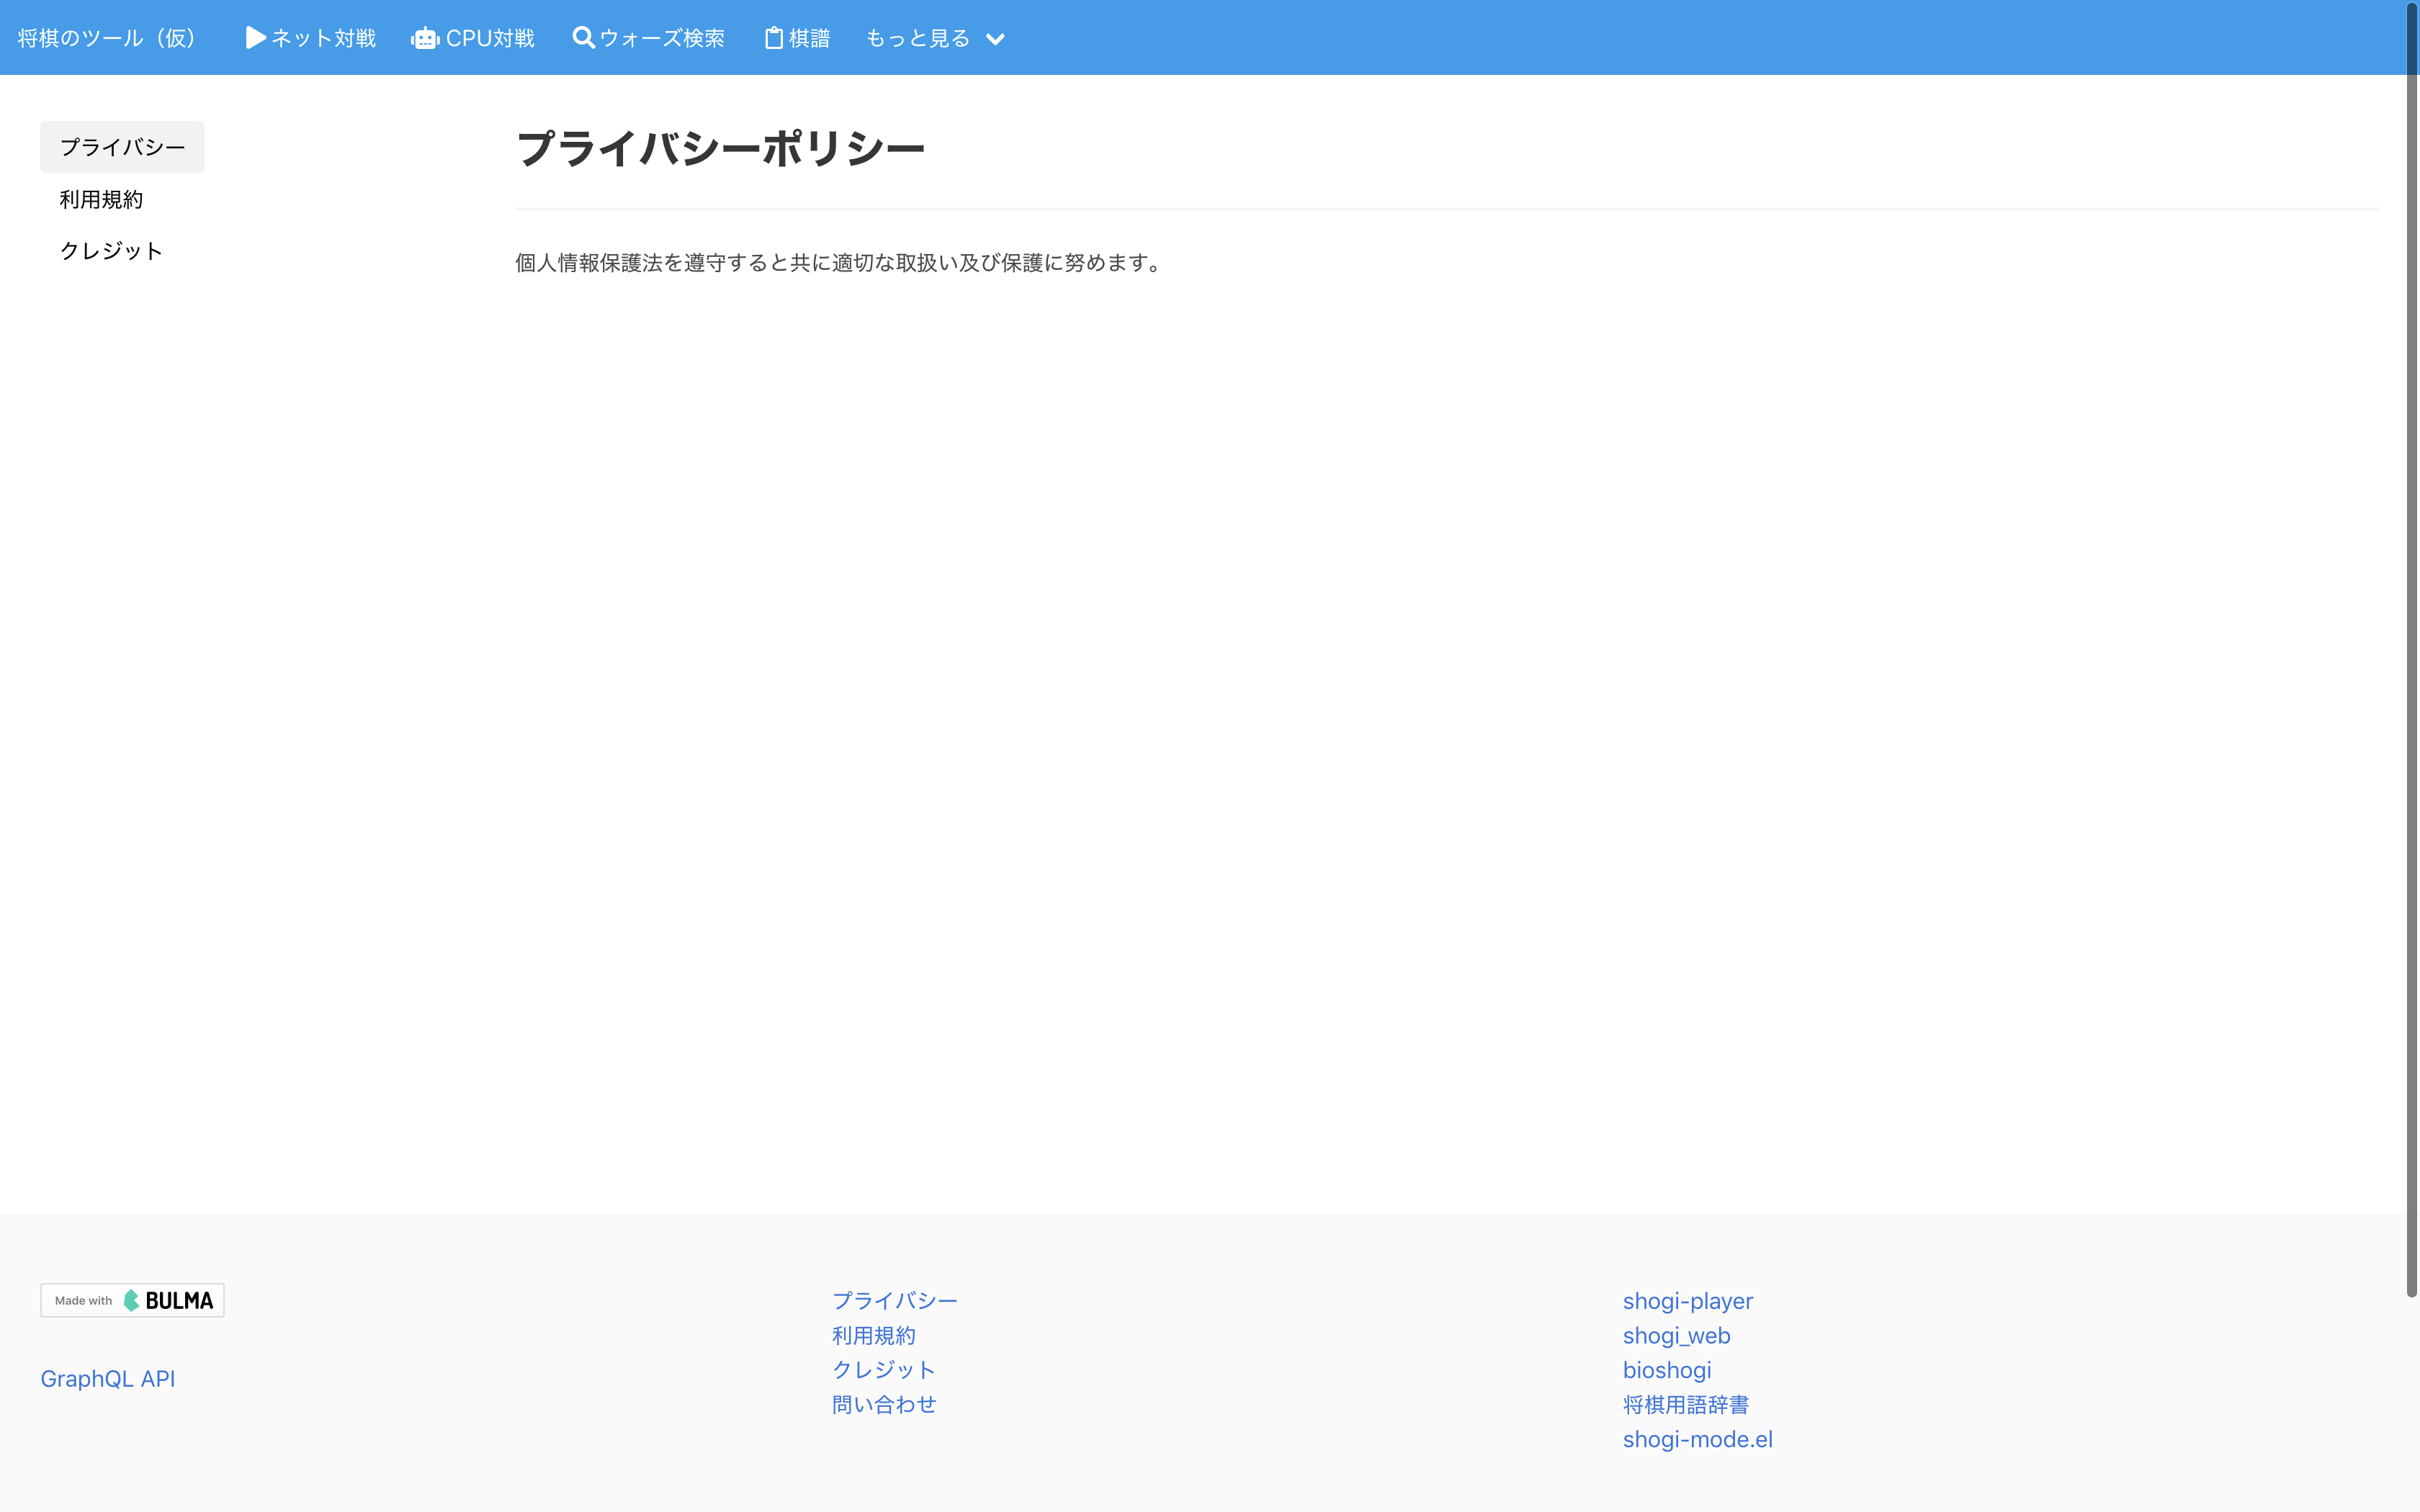 将棋のツール（仮） ネット対戦 CPU対戦 ウォーズ検索 棋譜 もっと見る
プライバシー
利用規約
クレジット
プライバシーポリシー
個人情報保護法を遵守すると共に適切な取扱い及び保護に努めます。
Made with BULMA
GraphQL API
プライバシー
利用規約
クレジット
問い合わせ
shogi-player
shogi_web
bioshogi
将棋用語辞書
shogi-mode.el